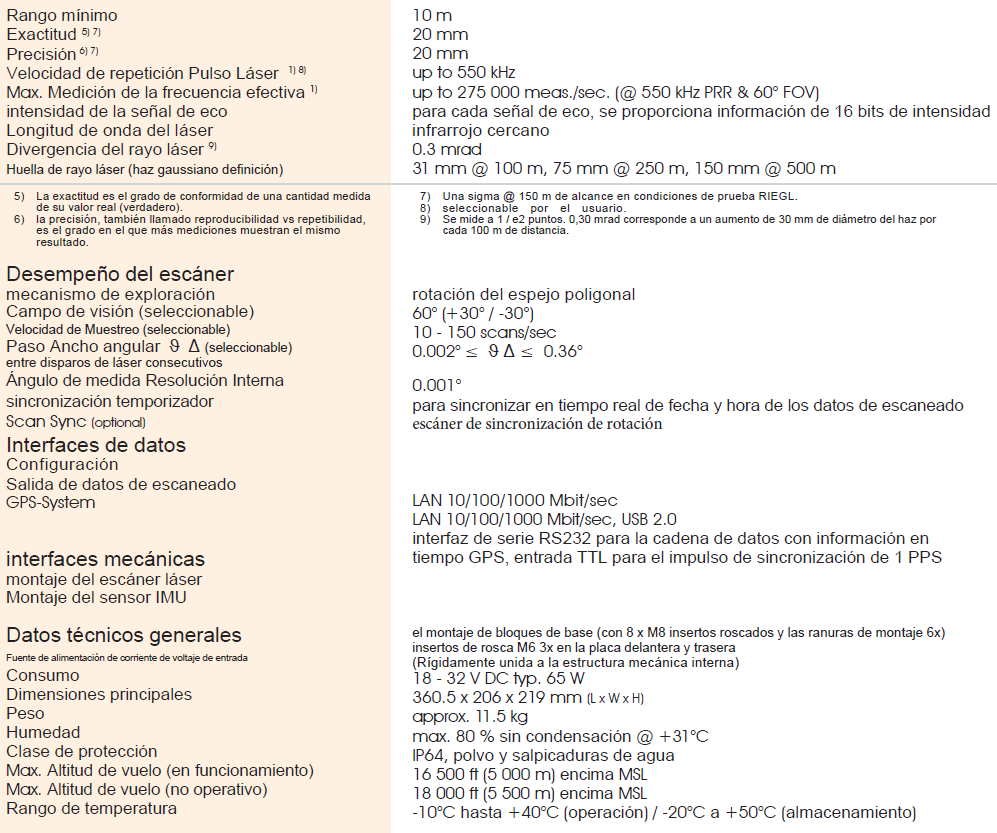 Rango mínimo 10 m
Exactitud 5) 7) 20 mm
Precisión 6) 7) 20 mm
Velocidad de repetición Pulso Láser 1) 8) up to 550 kHz
Max. Medición de la frecuencia efectiva 1) up to 275 000 meas./sec. (@ 550 kHz PRR & 60° FOV)
intensidad de la señal de eco para cada señal de eco, se proporciona información de 16 bits de intensidad
Longitud de onda del láser infrarrojo cercano
Divergencia del rayo láser 9) 0.3 mrad
Huella de rayo láser (haz gaussiano definición) 31 mm @ 100 m, 75 mm @ 250 m, 150 mm @ 500 m
5) La exactitud es el grado de conformidad de una cantidad medida
de su valor real (verdadero).
6) la precisión, también llamado reproducibilidad vs repetibilidad,
es el grado en el que más mediciones muestran el mismo
resultado.
7) Una sigma @ 150 m de alcance en condiciones de prueba RIEGL.
8) seleccionable por el usuario.
9) Se mide a 1 / e2 puntos. 0,30 mrad corresponde a un aumento de 30 mm de diámetro del haz por
cada 100 m de distancia.
Desempeño del escáner
mecanismo de exploración rotación del espejo poligonal
Campo de visión (seleccionable) 60° (+30° / -30°)
Velocidad de Muestreo (seleccionable) 10 - 150 scans/sec
Paso Ancho angular ϑ Δ (seleccionable) 0.002° ≤ ϑ Δ ≤ 0.36°
entre disparos de láser consecutivos
Ángulo de medida Resolución Interna 0.001°
sincronización temporizador para sincronizar en tiempo real de fecha y hora de los datos de escaneado
Scan Sync (optional) escáner de sincronización de rotación
Interfaces de datos
Configuración
Salida de datos de escaneado
GPS-System
LAN 10/100/1000 Mbit/sec
LAN 10/100/1000 Mbit/sec, USB 2.0
interfaz de serie RS232 para la cadena de datos con información en
tiempo GPS, entrada TTL para el impulso de sincronización de 1 PPS
interfaces mecánicas
montaje del escáner láser
Montaje del sensor IMU
el montaje de bloques de base (con 8 x M8 insertos roscados y las ranuras de montaje 6x)
insertos de rosca M6 3x en la placa delantera y trasera
(Rígidamente unida a la estructura mecánica interna)
Datos técnicos generales
Fuente de alimentación de corriente de voltaje de entrada
Consumo 18 - 32 V DC typ. 65 W
Dimensiones principales 360.5 x 206 x 219 mm (L x W x H)
Peso approx. 11.5 kg
Humedad max. 80 % sin condensación @ +31°C
Clase de protección IP64, polvo y salpicaduras de agua
Max. Altitud de vuelo (en funcionamiento) 16 500 ft (5 000 m) encima MSL
Max. Altitud de vuelo (no operativo) 18 000 ft (5 500 m) encima MSL
Rango de temperatura -10°C hasta +40°C (operación) / -20°C a +50°C (almacenamiento)